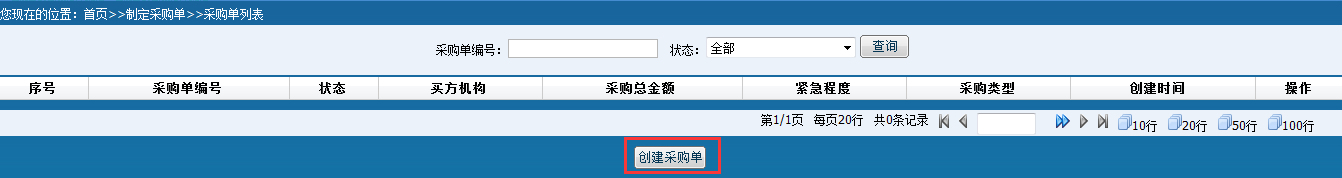 您现在的位置：首页>>制定采购单>>采购单列表
采购单编号： 状态： 全部 查询
序号 采购单编号 状态 买方机构 采购总金额 紧急程度 采购类型 创建时间 操作
第1/1页 每页20行 共0条记录 10行 20行 50行 100行
创建采购单